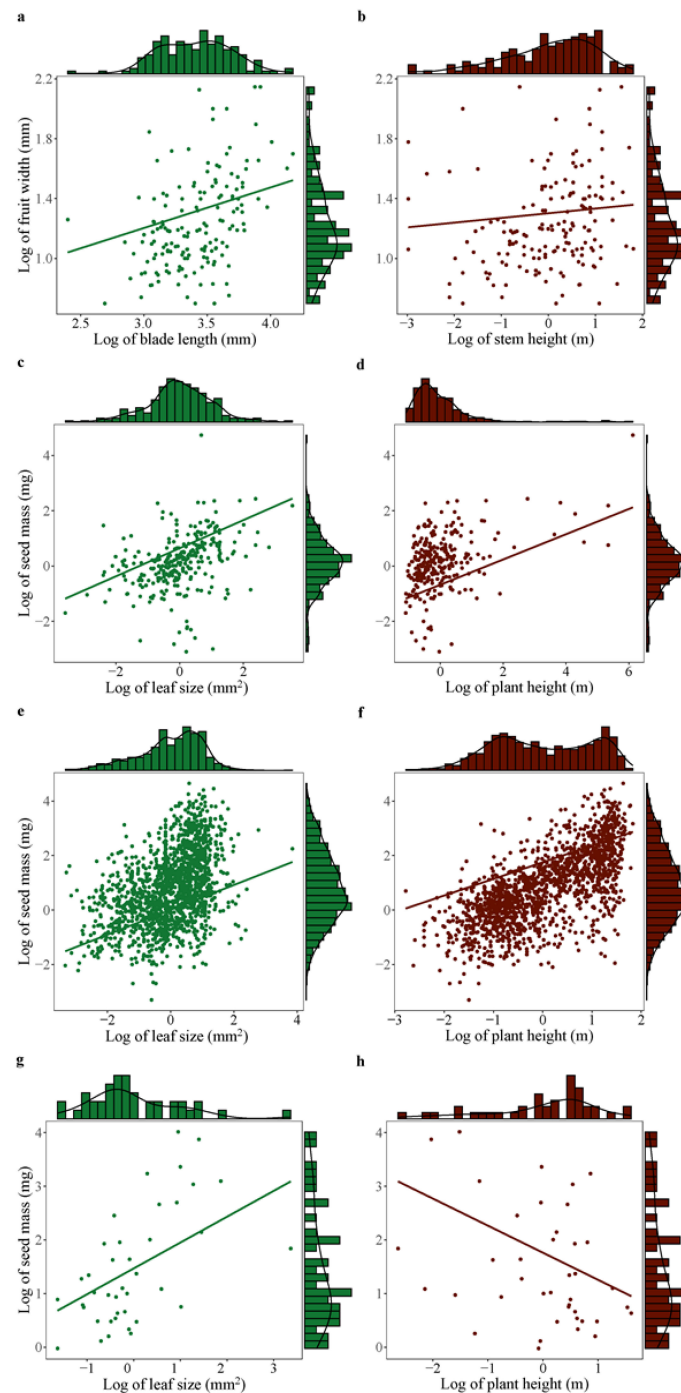 a b
2.2 2.2
Log of fruit width (mm)
1.8 1.8
1.4 1.4
1.0 1.0
2.5 3.0 3.5 4.0 −3 −2 −1 0 1 2
Log of blade length (mm) Log of stem height (m)
c d
Log of seed mass (mg)
4 4
2 2
0 0
−2 −2
−2 0 2 0 2 4 6
Log of leaf size (mm²) Log of plant height (m)
e f
Log of seed mass (mg)
4 4
2 2
0 0
−2 −2
−2 0 2 4 −3 −2 −1 0 1 2
Log of leaf size (mm²) Log of plant height (m)
g h
4 4
Log of seed mass (mg)
3 3
2 2
1 1
0 0
−1 0 1 2 3 −2 −1 0 1
Log of leaf size (mm²) Log of plant height (m)